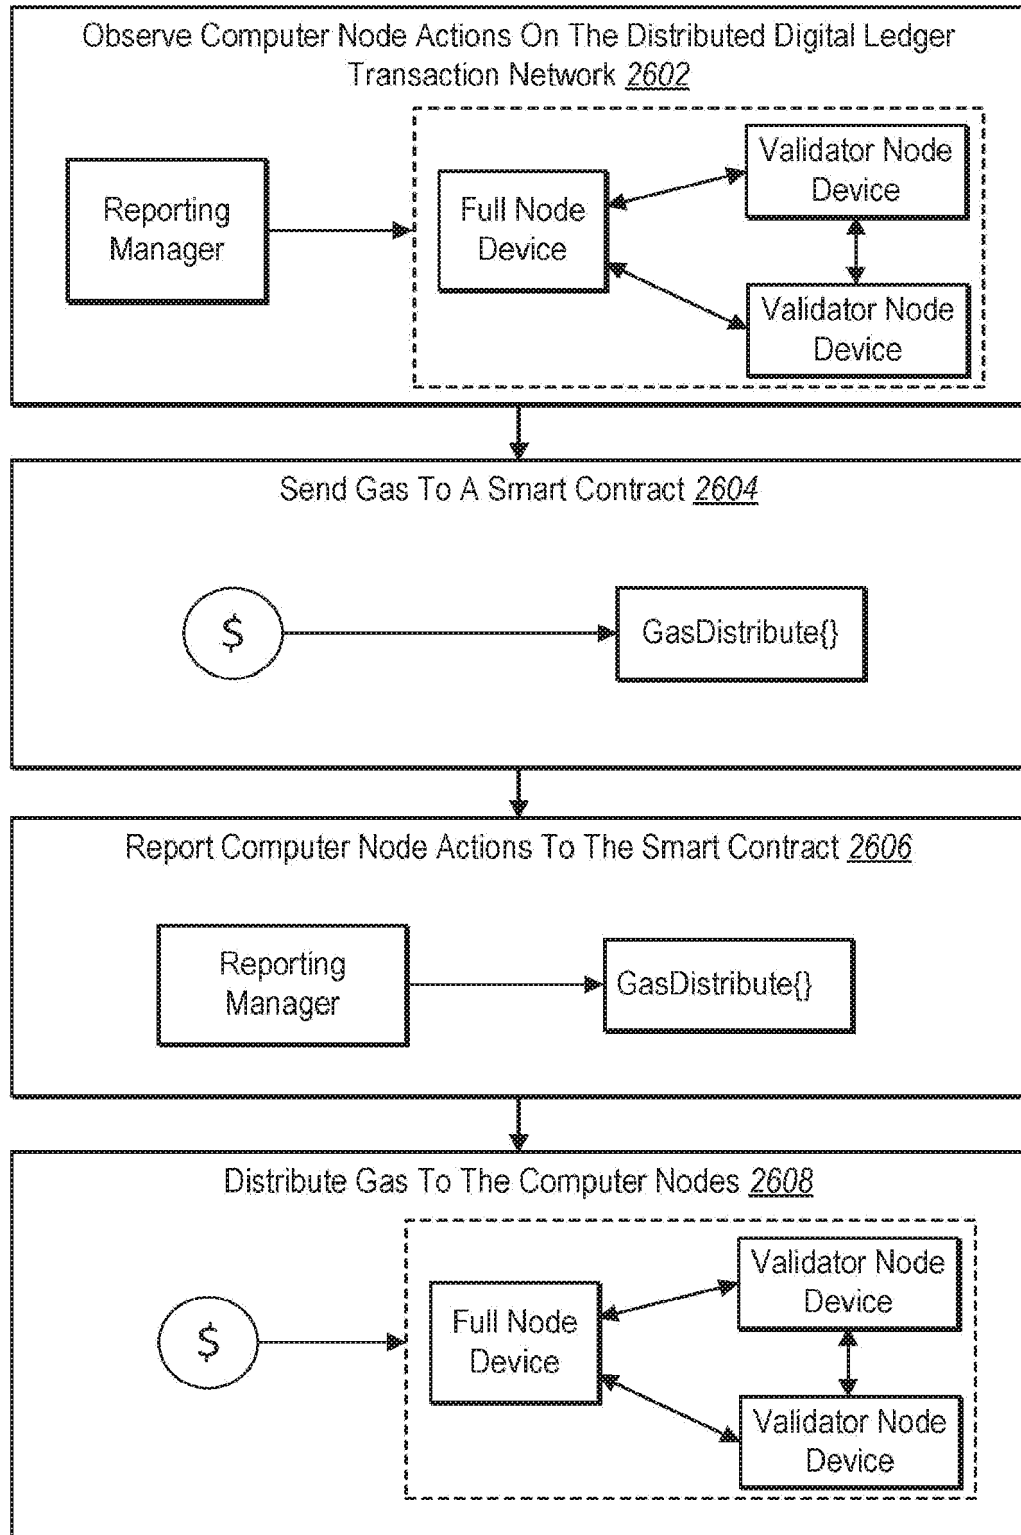 Observe Computer Node Actions On The Distributed Digital Ledger
Transaction Network 2602
Reporting
Manager
Full Node
Device
Validator Node
Device
Validator Node
Device
Send Gas To A Smart Contract 2604
$
GasDistribute{}
Report Computer Node Actions To The Smart Contract 2606
Reporting
Manager
GasDistribute{}
Distribute Gas To The Computer Nodes 2608
$
Full Node
Device
Validator Node
Device
Validator Node
Device